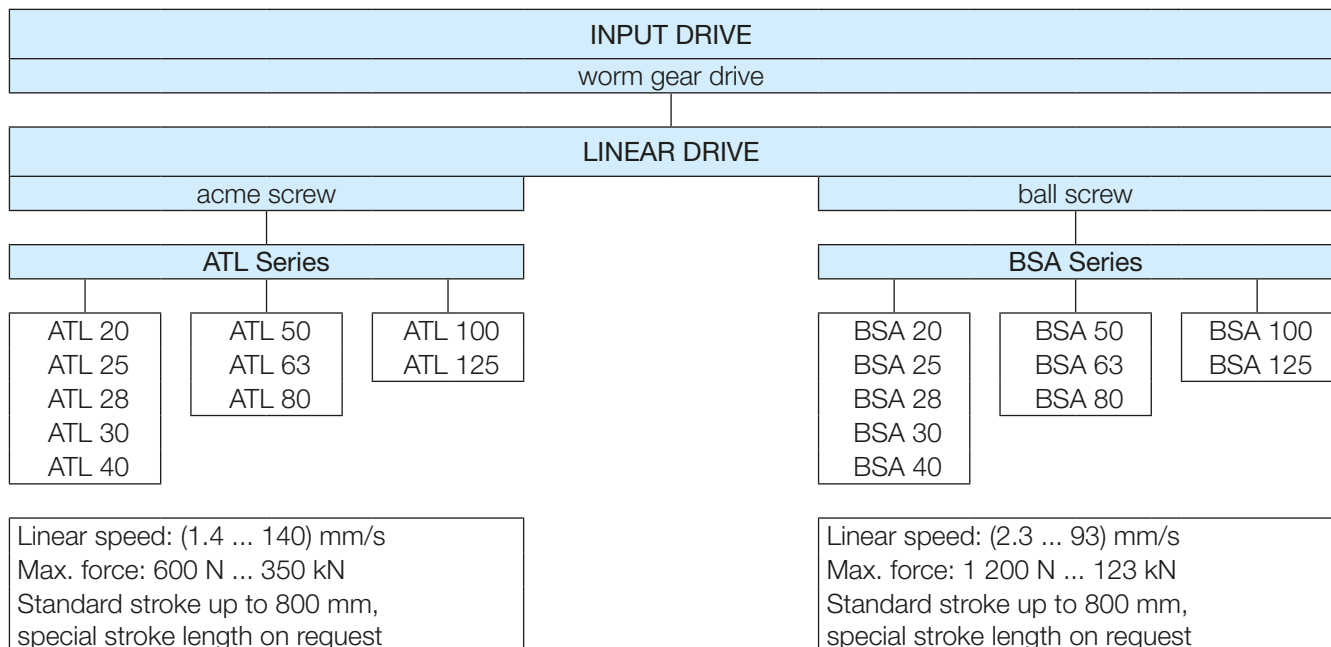 INPUT DRIVE
worm gear drive
LINEAR DRIVE
acme screw
ball screw
ATL Series
BSA Series
ATL 20
ATL 25
ATL 28
ATL 30
ATL 40
ATL 50
ATL 63
ATL 80
ATL 100
ATL 125
BSA 20
BSA 25
BSA 28
BSA 30
BSA 40
BSA 50
BSA 63
BSA 80
BSA 100
BSA 125
Linear speed: (1.4 ... 140) mm/s
Max. force: 600 N ... 350 kN
Standard stroke up to 800 mm,
special stroke length on request
Linear speed: (2.3 ... 93) mm/s
Max. force: 1 200 N ... 123 kN
Standard stroke up to 800 mm,
special stroke length on request